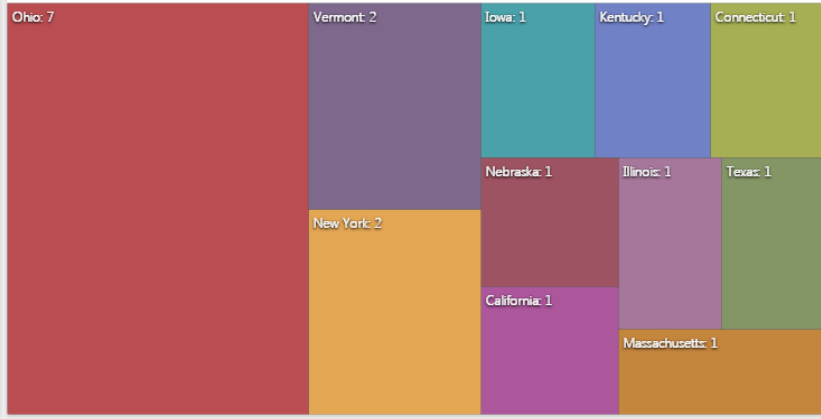 Ohio: 7
Vermont: 2
Iowa: 1
Kentucky: 1
Connecticut: 1
Nebraska: 1
Illinois: 1
Texas: 1
New York: 2
California: 1
Massachusetts: 1